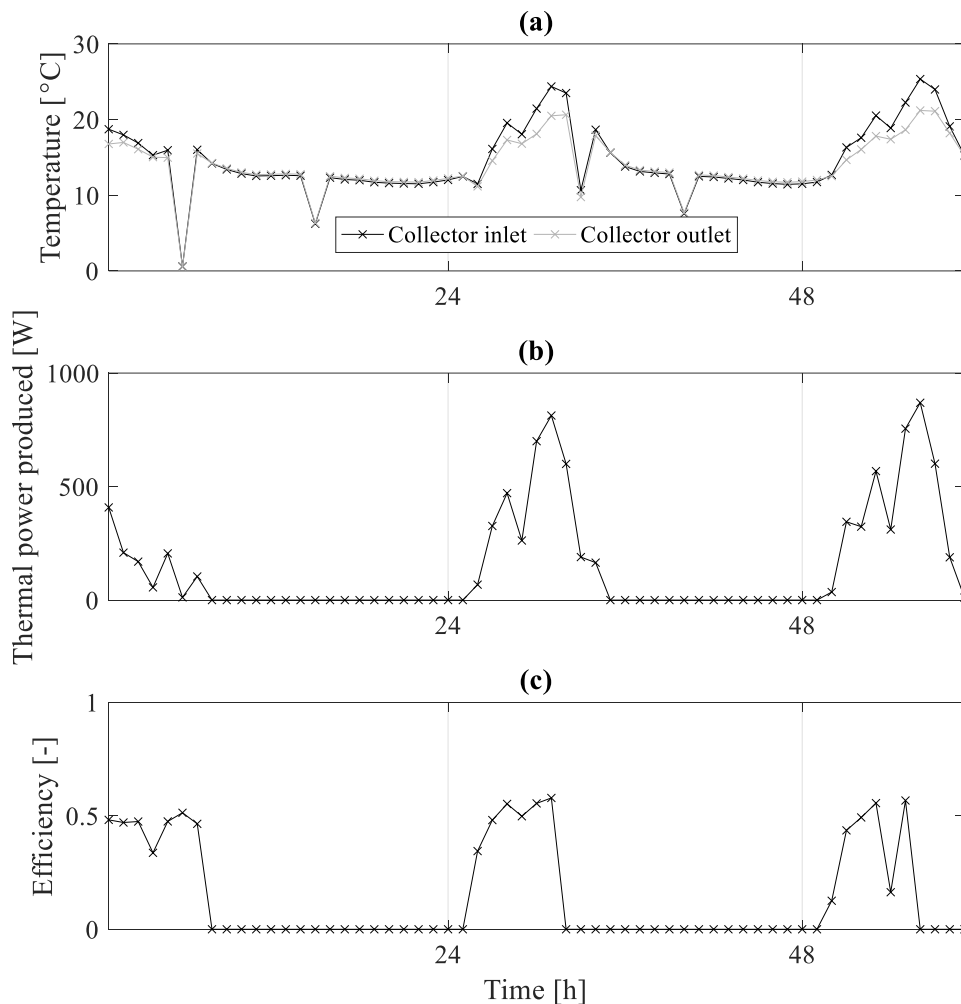 (a)
Temperature [°C]
30
20
10
0
Collector inlet Collector outlet
24 48
(b)
Thermal power produced [W]
1000
500
0
24 48
(c)
Efficiency [-]
1
0.5
0
24 48
Time [h]